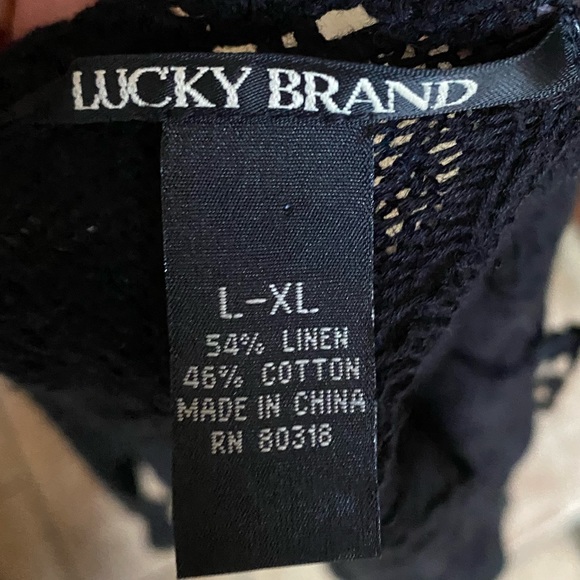 LUCKY BRAND
L-XL
54% LINEN
46% COTTON
MADE IN CHINA
RN 80318